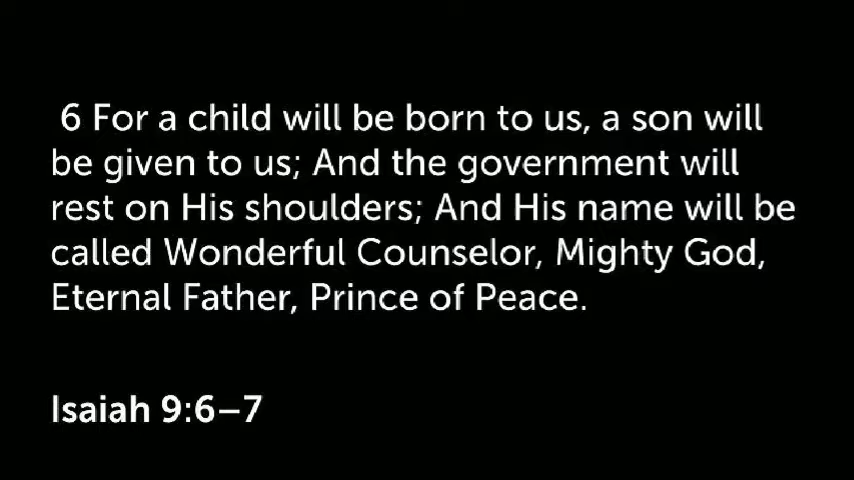 6 For a child will be born to us, a son will
be given to us; And the government will
rest on His shoulders; And His name will be
called Wonderful Counselor, Mighty God,
Eternal Father, Prince of Peace.
Isaiah 9:6–7